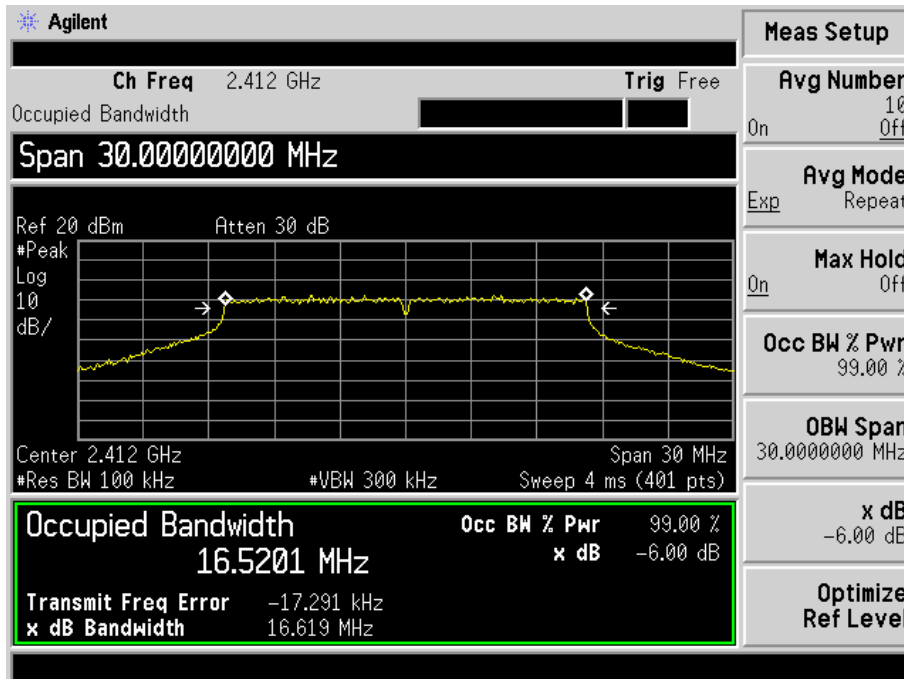 Agilent
Ch Freq 2.412 GHz Trig Free
Occupied Bandwidth
Span 30.00000000 MHz
Ref 20 dBm Atten 30 dB
#Peak
Log
10
dB/
Center 2.412 GHz Span 30 MHz
#Res BW 100 kHz #VBW 300 kHz Sweep 4 ms (401 pts)
Occupied Bandwidth Occ BW % Pwr 99.00 %
16.5201 MHz x dB -6.00 dB
Transmit Freq Error -17.291 kHz
x dB Bandwidth 16.619 MHz
Meas Setup
Avg Number
10
On Off
Avg Mode
Exp Repeat
Max Hold
On Off
Occ BW % Pwr
99.00 %
OBW Span
30.0000000 MHz
x dB
-6.00 dB
Optimize
Ref Level